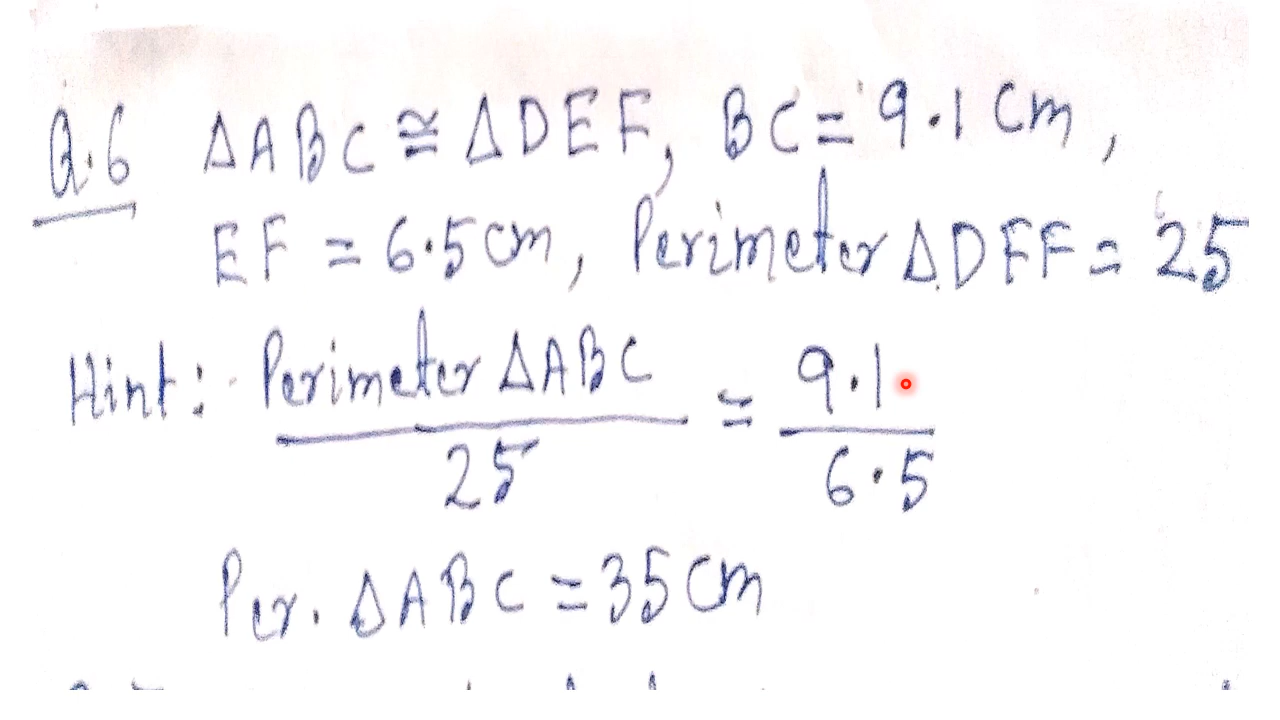 Q.6 ΔABC ≅ ΔDEF, BC = 9.1 cm,
EF = 6.5 cm, Perimeter ΔDEF = 25
Hint: Perimeter ΔABC / 25 = 9.1 / 6.5
Per. ΔABC = 35 cm